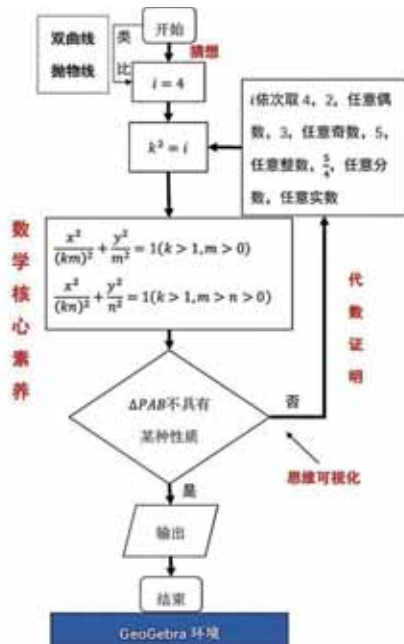 双曲线
抛物线
类
比
开始
猜想
i = 4
k² = i
i依次取 4，2，任意偶
数，3，任意奇数，5，
任意整数，5/4，任意分
数，任意实数
数学核心素养
x²/(km)² + y²/m² = 1(k > 1, m > 0)
x²/(kn)² + y²/n² = 1(k > 1, m > n > 0)
代数证明
ΔPAB不具有
某种性质
否
思维可视化
是
输出
结束
GeoGebra 环境